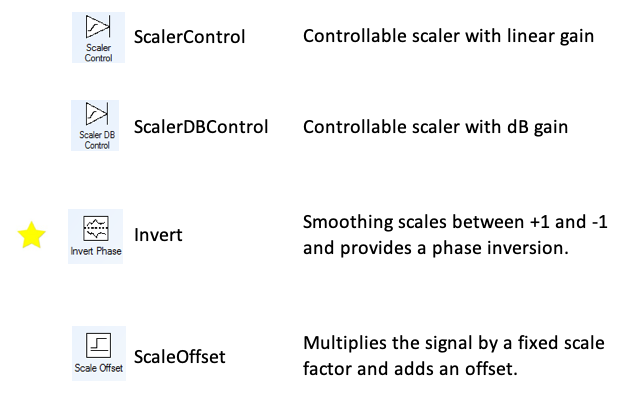 Scaler
Control
ScalerControl
Controllable scaler with linear gain
Scaler DB
Control
ScalerDBControl
Controllable scaler with dB gain
Invert Phase
Invert
Smoothing scales between +1 and -1
and provides a phase inversion.
Scale Offset
ScaleOffset
Multiplies the signal by a fixed scale
factor and adds an offset.